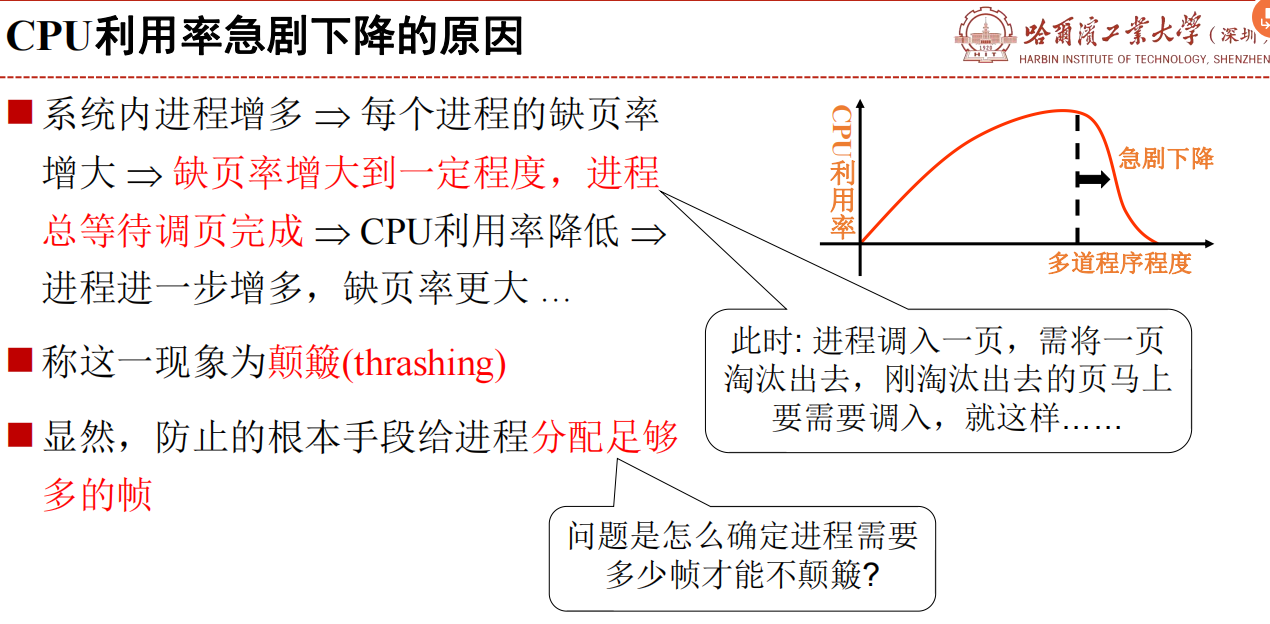 CPU利用率急剧下降的原因
哈爾濱工業大學(深圳
HARBIN INSTITUTE OF TECHNOLOGY, SHENZHEN
系统内进程增多 ⇒ 每个进程的缺页率
增大 ⇒ 缺页率增大到一定程度，进程
总等待调页完成 ⇒ CPU利用率降低 ⇒
进程进一步增多，缺页率更大 …
CPU利用率
急剧下降
多道程序程度
此时: 进程调入一页，需将一页
淘汰出去，刚淘汰出去的页马上
要需要调入，就这样……
称这一现象为颠簸(thrashing)
显然，防止的根本手段给进程分配足够
多的帧
问题是怎么确定进程需要
多少帧才能不颠簸?